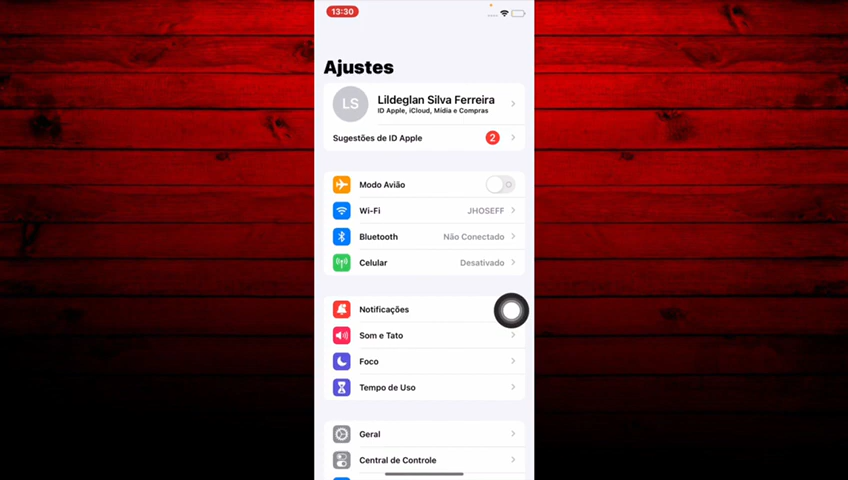 13:30
Ajustes
LS
Lildeglan Silva Ferreira
ID Apple, iCloud, Mídia e Compras
Sugestões de ID Apple 2
Modo Avião
Wi-Fi JHOSEFF
Bluetooth Não Conectado
Celular Desativado
Notificações
Som e Tato
Foco
Tempo de Uso
Geral
Central de Controle